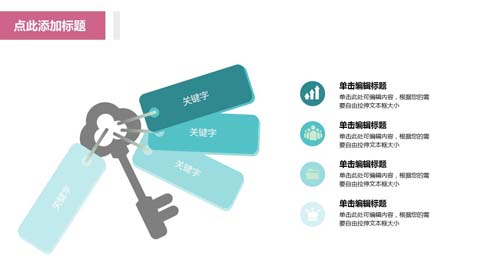 点此添加标题
关键字
关键字
关键字
关键字
单击编辑标题
单击此处可编辑内容，根据您的需
要自由拉伸文本框大小
单击编辑标题
单击此处可编辑内容，根据您的需
要自由拉伸文本框大小
单击编辑标题
单击此处可编辑内容，根据您的需
要自由拉伸文本框大小
单击编辑标题
单击此处可编辑内容，根据您的需
要自由拉伸文本框大小